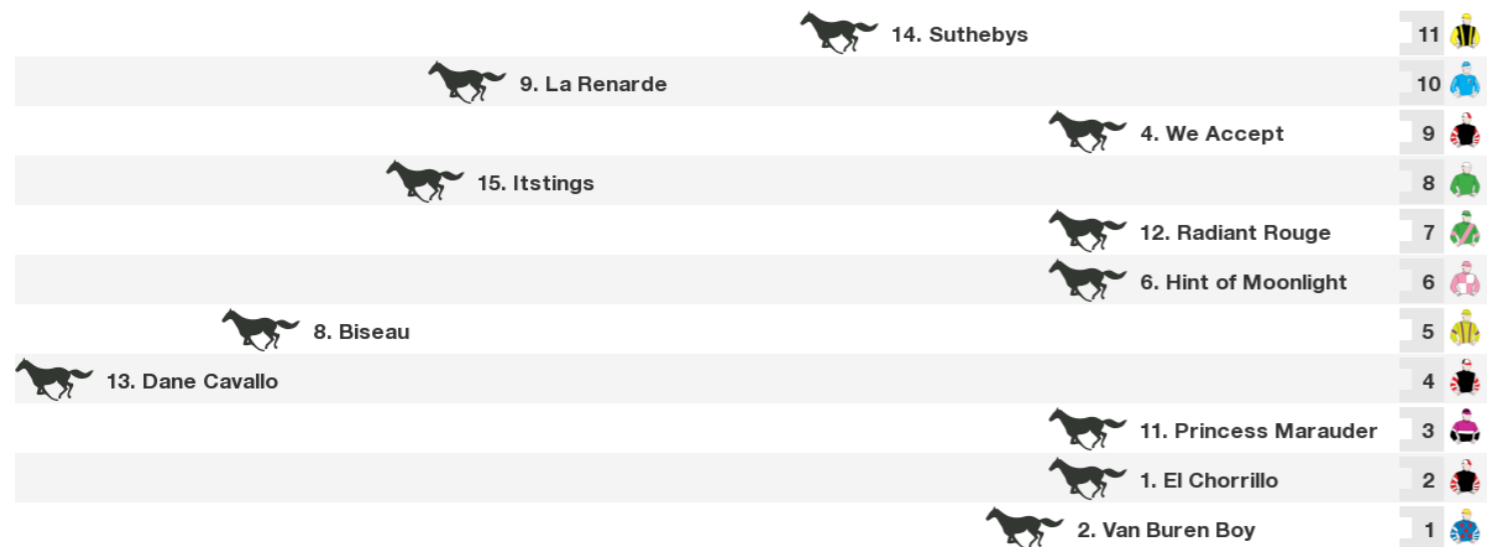 14. Suthebys 11
9. La Renarde 10
4. We Accept 9
15. Itstings 8
12. Radiant Rouge 7
6. Hint of Moonlight 6
8. Biseau 5
13. Dane Cavallo 4
11. Princess Marauder 3
1. El Chorrillo 2
2. Van Buren Boy 1